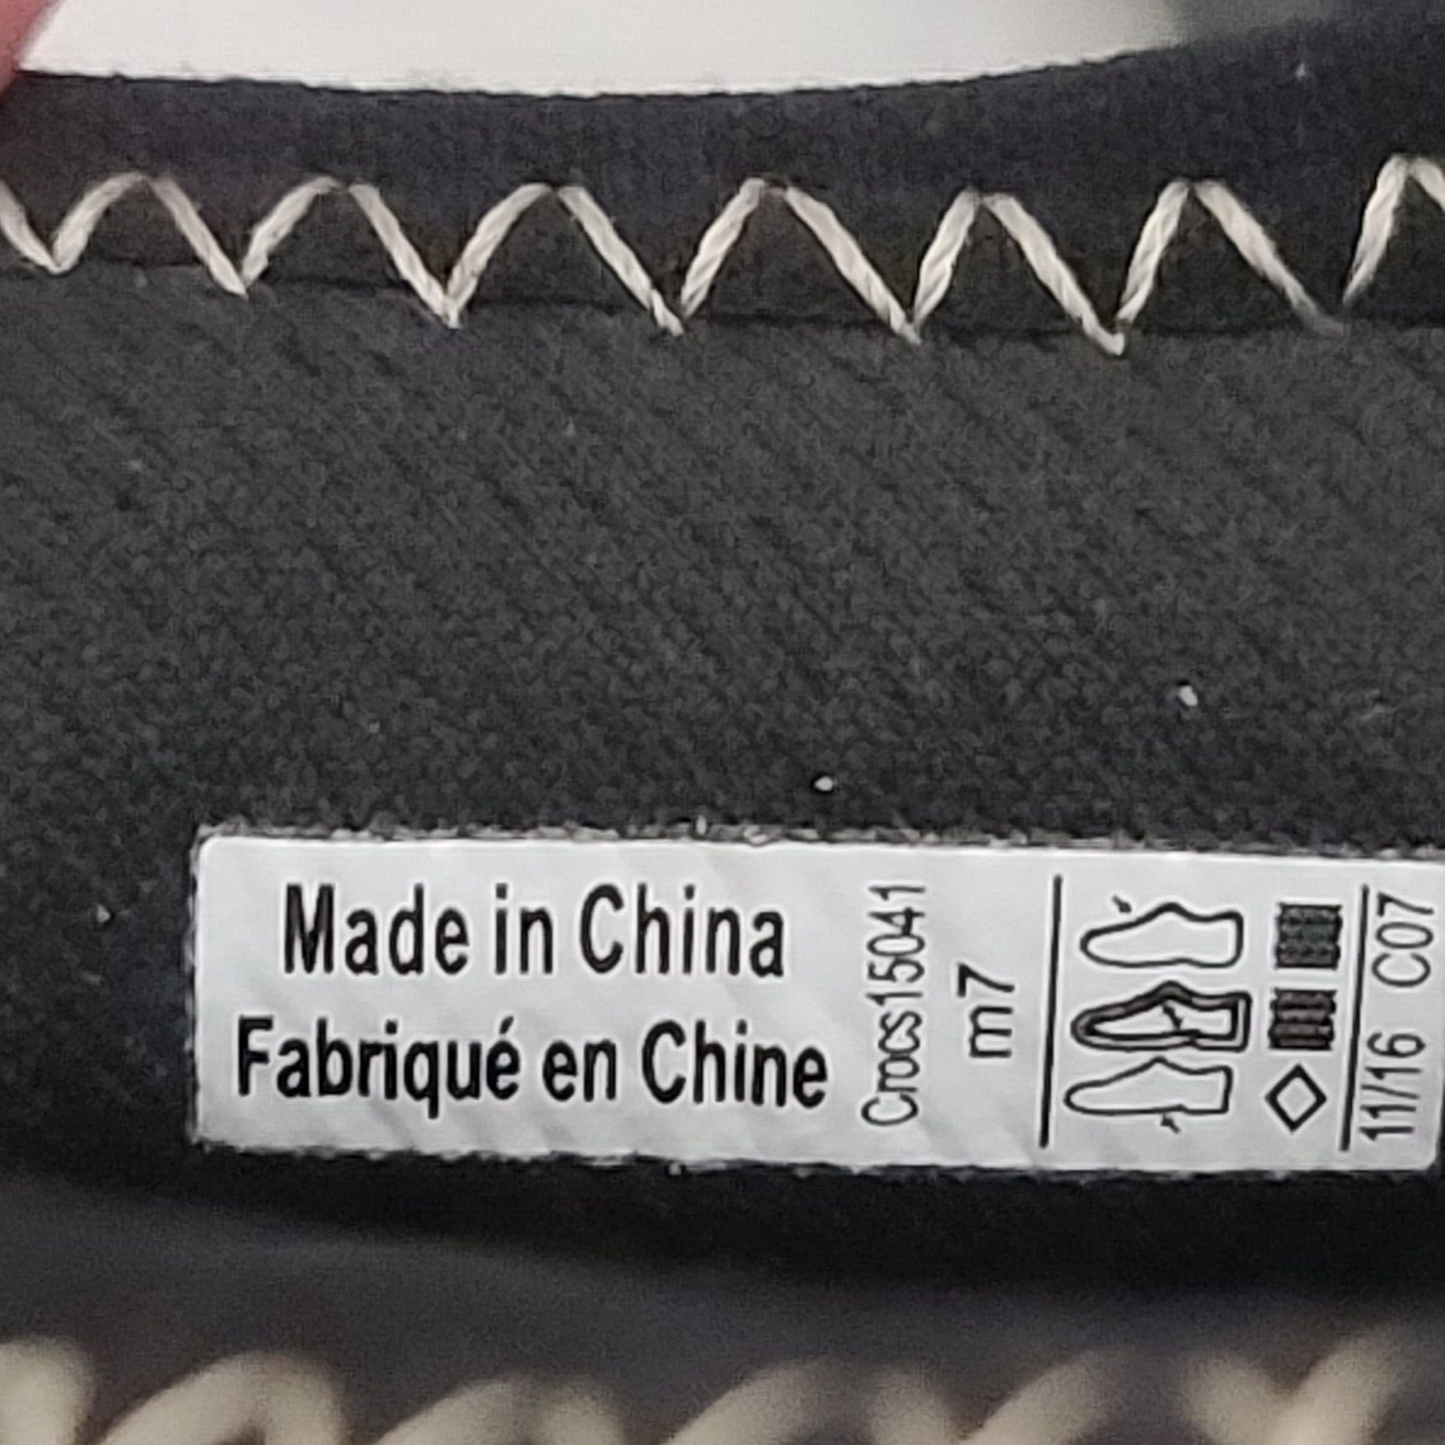 Made in China
Fabriqué en Chine
Crocs15041
m7
11/16 C07